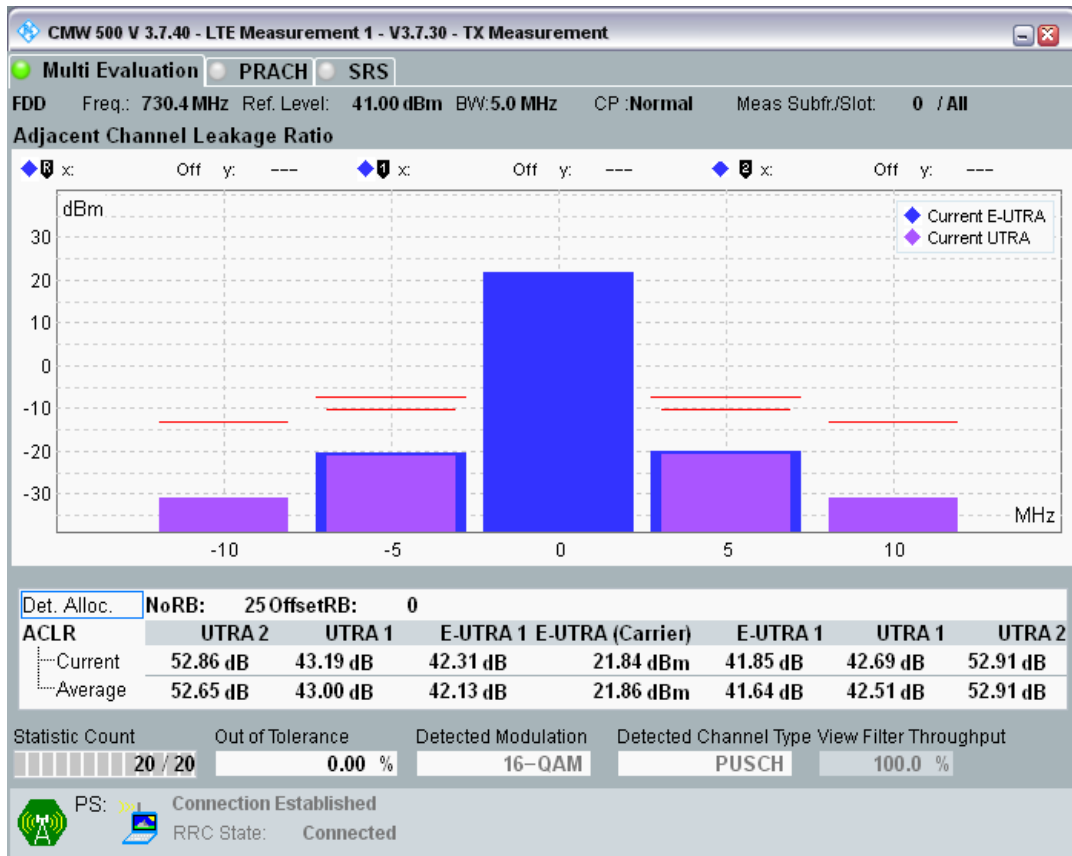 CMW 500 V 3.7.40 - LTE Measurement 1 - V3.7.30 - TX Measurement
Multi Evaluation PRACH SRS
FDD Freq.: 730.4 MHz Ref. Level: 41.00 dBm BW: 5.0 MHz CP : Normal Meas Subfr./Slot: 0 / All
Adjacent Channel Leakage Ratio
R x: Off y: --- 1 x: Off y: --- 2 x: Off y: ---
dBm
Current E-UTRA
Current UTRA
30
20
10
0
-10
-20
-30
MHz
-10 -5 0 5 10
Det. Alloc. NoRB: 25 OffsetRB: 0
ACLR UTRA 2 UTRA 1 E-UTRA 1 E-UTRA (Carrier) E-UTRA 1 UTRA 1 UTRA 2
Current 52.86 dB 43.19 dB 42.31 dB 21.84 dBm 41.85 dB 42.69 dB 52.91 dB
Average 52.65 dB 43.00 dB 42.13 dB 21.86 dBm 41.64 dB 42.51 dB 52.91 dB
Statistic Count Out of Tolerance Detected Modulation Detected Channel Type View Filter Throughput
20 / 20 0.00 % 16-QAM PUSCH 100.0 %
PS: Connection Established
RRC State: Connected